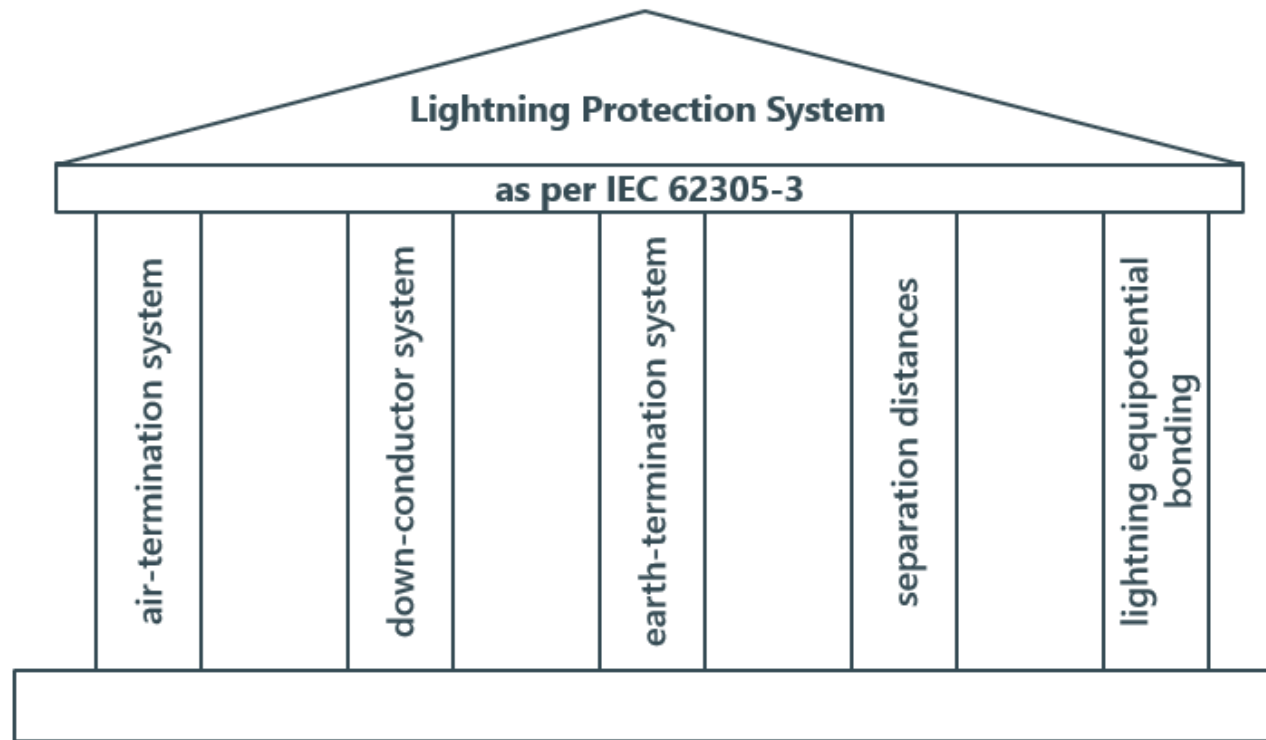 Lightning Protection System
as per IEC 62305-3
air-termination system
down-conductor system
earth-termination system
separation distances
lightning equipotential
bonding